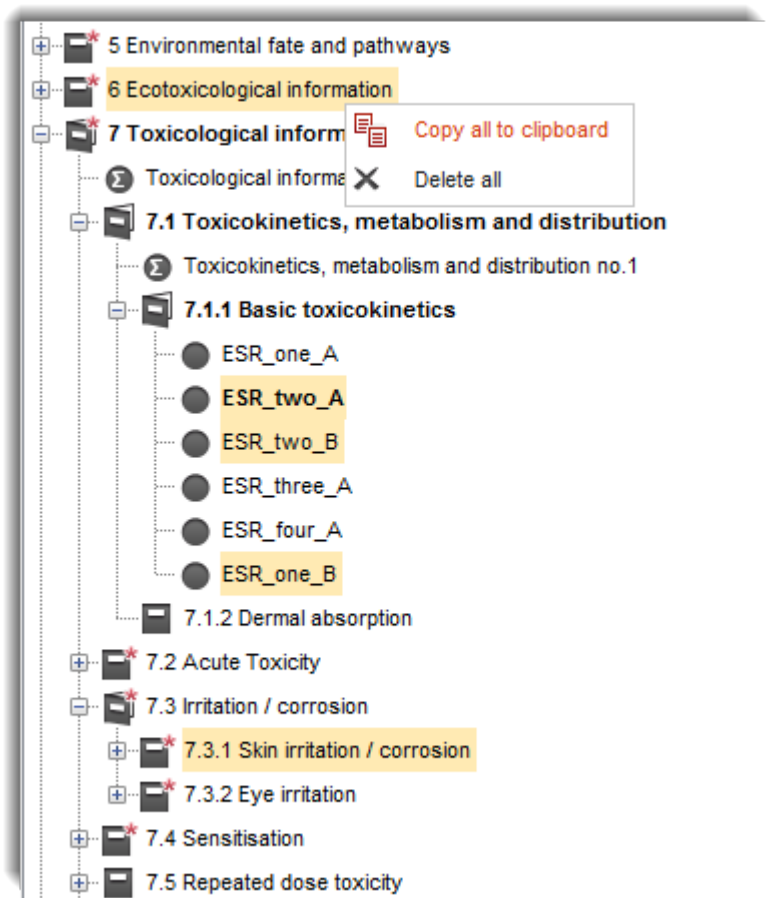 5 Environmental fate and pathways
6 Ecotoxicological information
7 Toxicological inform
Copy all to clipboard
Toxicological informa
Delete all
7.1 Toxicokinetics, metabolism and distribution
Σ Toxicokinetics, metabolism and distribution no.1
7.1.1 Basic toxicokinetics
ESR_one_A
ESR_two_A
ESR_two_B
ESR_three_A
ESR_four_A
ESR_one_B
7.1.2 Dermal absorption
7.2 Acute Toxicity
7.3 Irritation / corrosion
7.3.1 Skin irritation / corrosion
7.3.2 Eye irritation
7.4 Sensitisation
7.5 Repeated dose toxicity